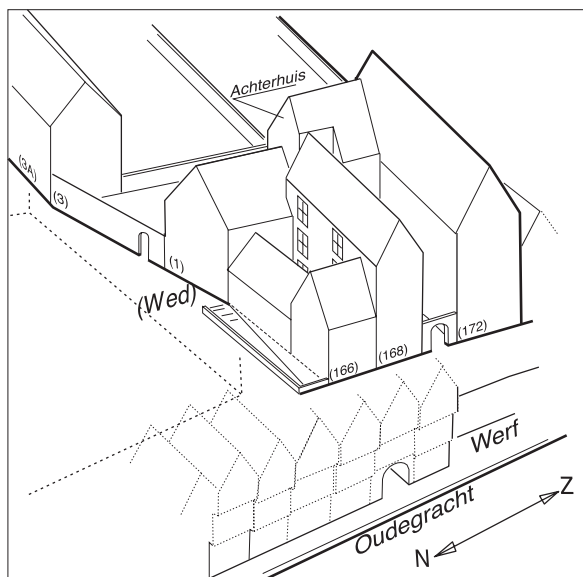 Achterhuis
(3A)
(3)
(1)
(Wed)
(166)
(168)
(172)
Werf
Oudegracht
N
Z